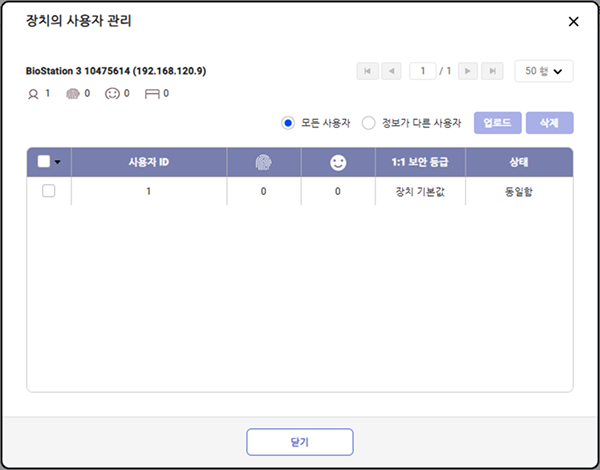 장치의 사용자 관리
BioStation 3 10475614 (192.168.120.9)
1 / 1
50 행
1 0 0 0
모든 사용자 정보가 다른 사용자 업로드 삭제
사용자 ID 1:1 보안 등급 상태
1 0 0 장치 기본값 동일함
닫기